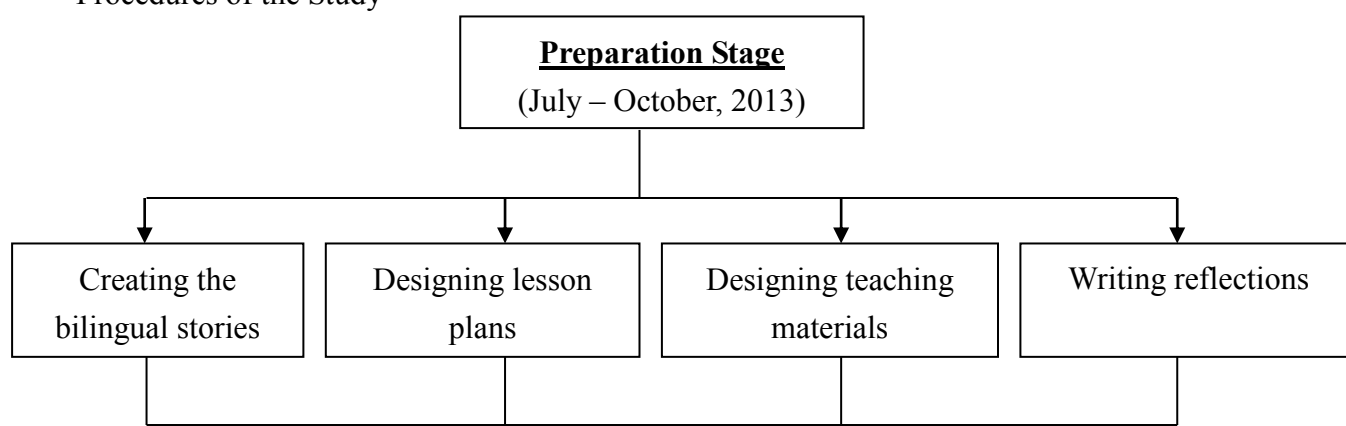 Procedures of the Study
Preparation Stage
(July – October, 2013)
Creating the
bilingual stories
Designing lesson
plans
Designing teaching
materials
Writing reflections